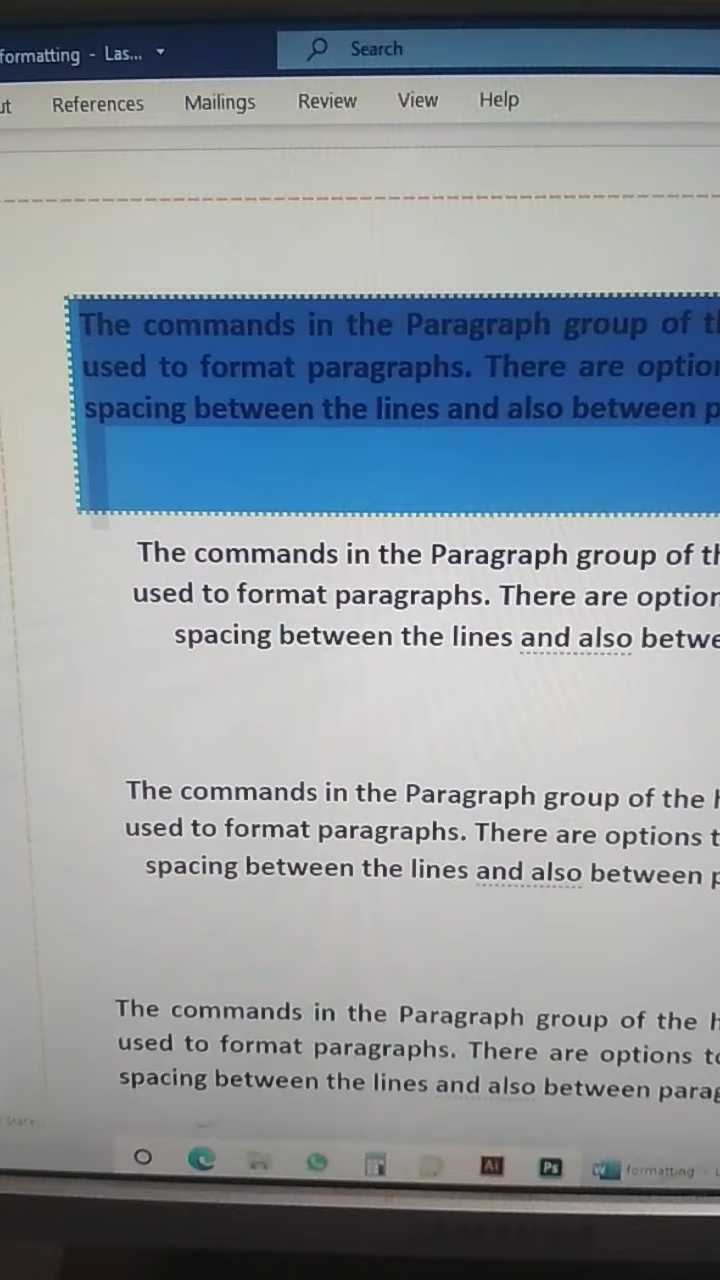 formatting - Las...
Search
References Mailings Review View Help
The commands in the Paragraph group of
used to format paragraphs. There are
spacing between the lines and also between
The commands in the Paragraph group of
used to format paragraphs. There are
spacing between the lines and also
The commands in the Paragraph group of the
used to format paragraphs. There are options
spacing between the lines and also between
The commands in the Paragraph group of the
used to format paragraphs. There are options
spacing between the lines and also between
Ai Ps W formatting -